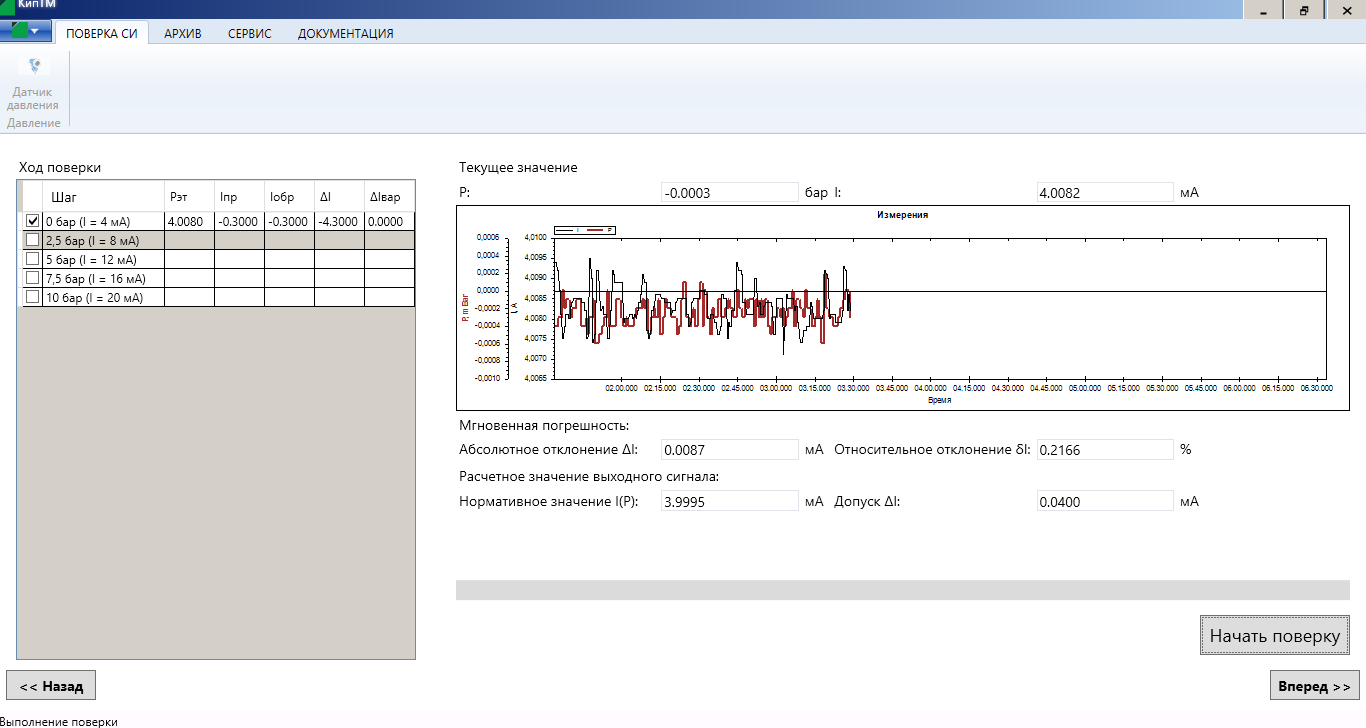 КипТМ
ПОВЕРКА СИ АРХИВ СЕРВИС ДОКУМЕНТАЦИЯ
Датчик
давления
Давление
Ход поверки
Шаг Pэт Iпр Iобр ΔI ΔIвар
0 бар (I = 4 мА) 4.0080 -0.3000 -0.3000 -4.3000 0.0000
2,5 бар (I = 8 мА)
5 бар (I = 12 мА)
7,5 бар (I = 16 мА)
10 бар (I = 20 мА)
Текущее значение
P: -0.0003 бар I: 4.0082 мА
Измерения
I P
0,0006 4,0100
0,0004 4,0095
0,0002 4,0090
0,0000 4,0085
-0,0002 4,0080
-0,0004 4,0075
-0,0006
-0,0008 4,0070
-0,0010 4,0065
P, mBar
I, A
02.00.000 02.15.000 02.30.000 02.45.000 03.00.000 03.15.000 03.30.000 03.45.000 04.00.000 04.15.000 04.30.000 04.45.000 05.00.000 05.15.000 05.30.000 05.45.000 06.00.000 06.15.000 06.30.000
Время
Мгновенная погрешность:
Абсолютное отклонение ΔI: 0.0087 мА Относительное отклонение δI: 0.2166 %
Расчетное значение выходного сигнала:
Нормативное значение I(P): 3.9995 мА Допуск ΔI: 0.0400 мА
Начать поверку
<< Назад Вперед >>
Выполнение поверки